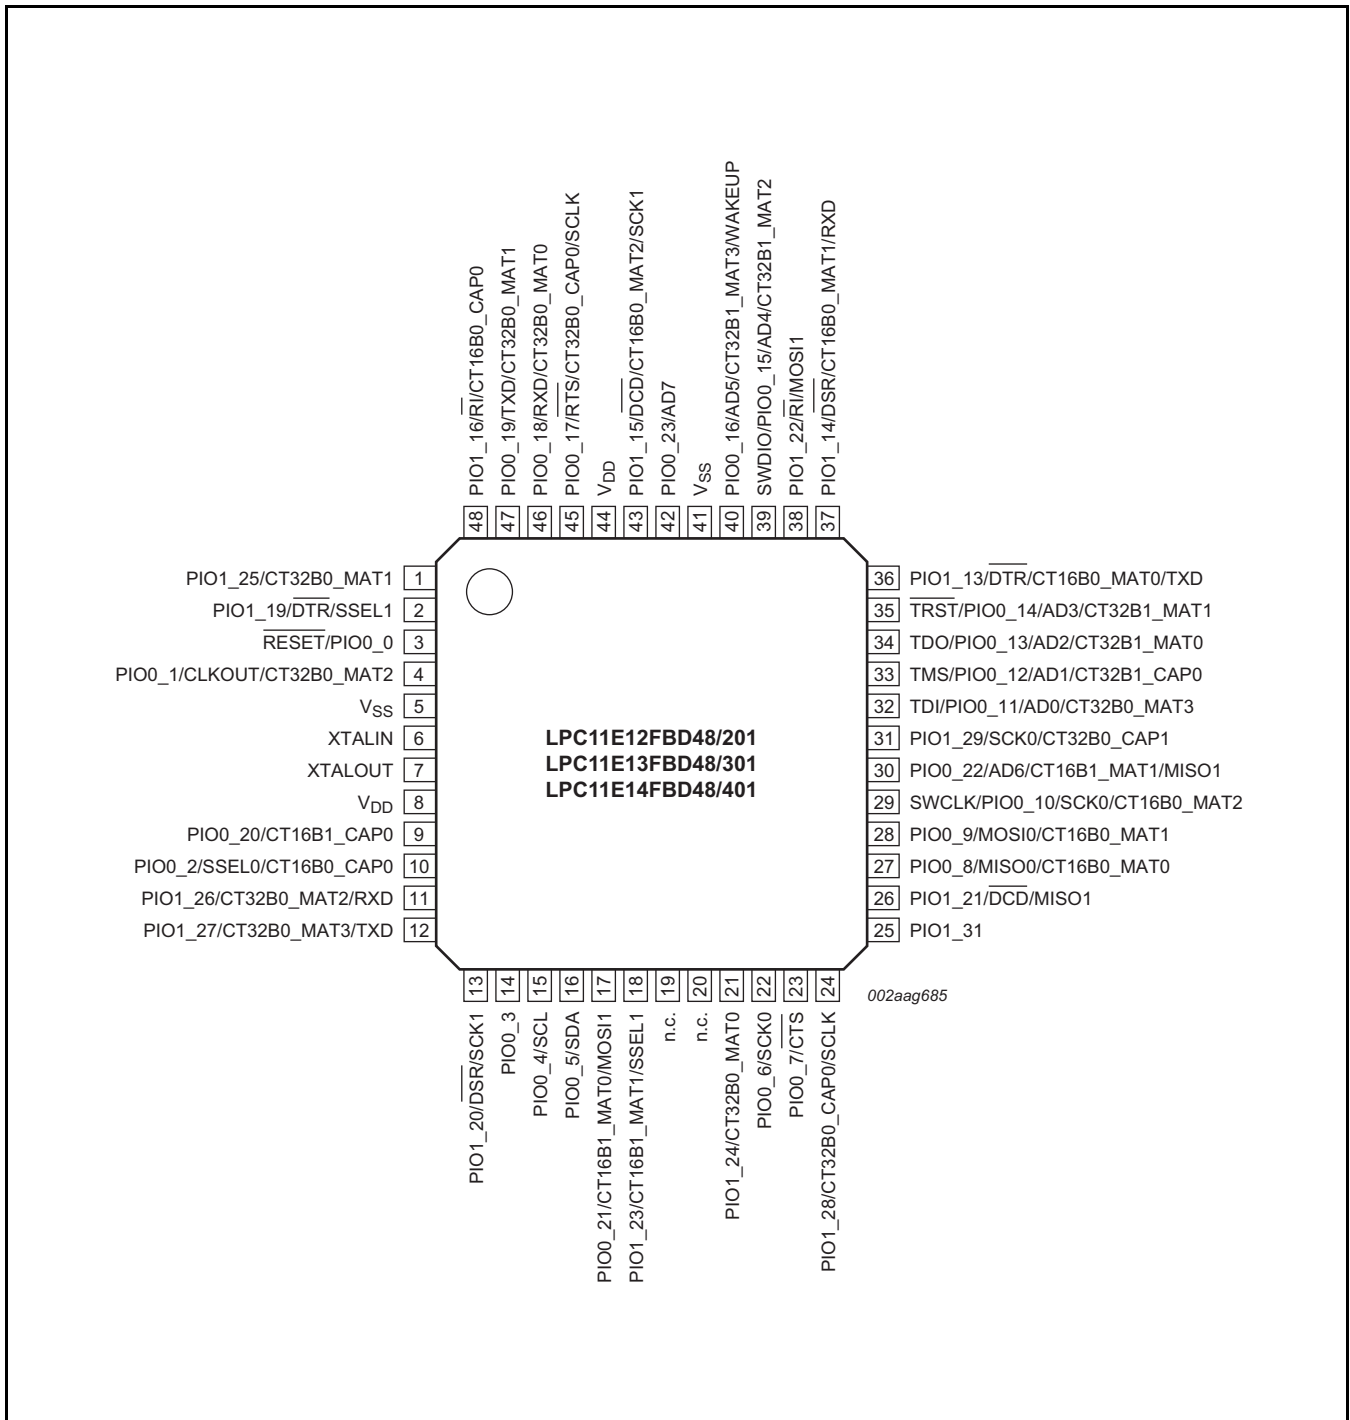 PIO1_16/RI/CT16B0_CAP0
PIO0_19/TXD/CT32B0_MAT1
PIO0_18/RXD/CT32B0_MAT0
PIO0_17/RTS/CT32B0_CAP0/SCLK
VDD
PIO1_15/DCD/CT16B0_MAT2/SCK1
PIO0_23/AD7
VSS
PIO0_16/AD5/CT32B1_MAT3/WAKEUP
SWDIO/PIO0_15/AD4/CT32B1_MAT2
PIO1_22/RI/MOSI1
PIO1_14/DSR/CT16B0_MAT1/RXD
48
47
46
45
44
43
42
41
40
39
38
37
PIO1_25/CT32B0_MAT1 1
PIO1_19/DTR/SSEL1 2
RESET/PIO0_0 3
PIO0_1/CLKOUT/CT32B0_MAT2 4
VSS 5
XTALIN 6
XTALOUT 7
VDD 8
PIO0_20/CT16B1_CAP0 9
PIO0_2/SSEL0/CT16B0_CAP0 10
PIO1_26/CT32B0_MAT2/RXD 11
PIO1_27/CT32B0_MAT3/TXD 12
LPC11E12FBD48/201
LPC11E13FBD48/301
LPC11E14FBD48/401
36 PIO1_13/DTR/CT16B0_MAT0/TXD
35 TRST/PIO0_14/AD3/CT32B1_MAT1
34 TDO/PIO0_13/AD2/CT32B1_MAT0
33 TMS/PIO0_12/AD1/CT32B1_CAP0
32 TDI/PIO0_11/AD0/CT32B0_MAT3
31 PIO1_29/SCK0/CT32B0_CAP1
30 PIO0_22/AD6/CT16B1_MAT1/MISO1
29 SWCLK/PIO0_10/SCK0/CT16B0_MAT2
28 PIO0_9/MOSI0/CT16B0_MAT1
27 PIO0_8/MISO0/CT16B0_MAT0
26 PIO1_21/DCD/MISO1
25 PIO1_31
13
14
15
16
17
18
19
20
21
22
23
24
PIO1_20/DSR/SCK1
PIO0_3
PIO0_4/SCL
PIO0_5/SDA
PIO0_21/CT16B1_MAT0/MOSI1
PIO1_23/CT16B1_MAT1/SSEL1
n.c.
n.c.
PIO1_24/CT32B0_MAT0
PIO0_6/SCK0
PIO0_7/CTS
PIO1_28/CT32B0_CAP0/SCLK
002aag685